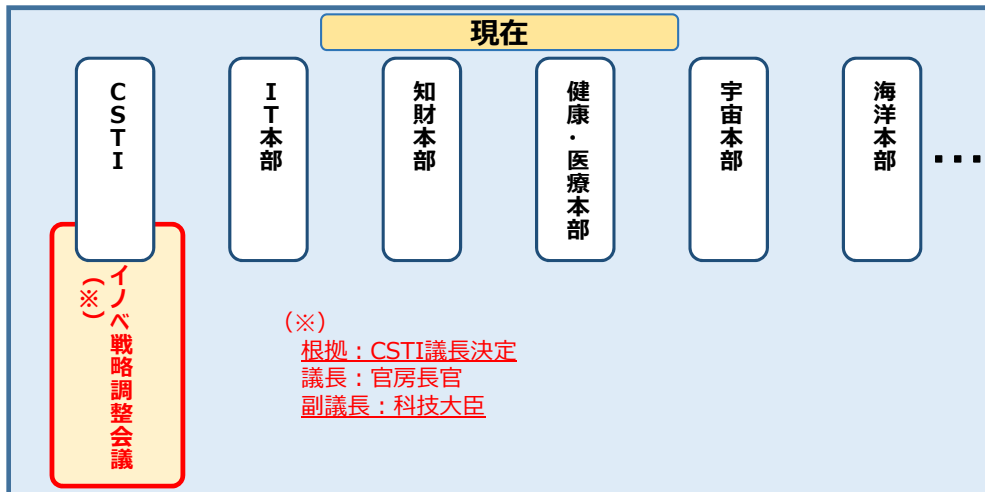 現在
CSTI
IT本部
知財本部
健康・医療本部
宇宙本部
海洋本部
・・・
イノベ戦略調整会議
(※)
(※)
根拠：CSTI議長決定
議長：官房長官
副議長：科技大臣